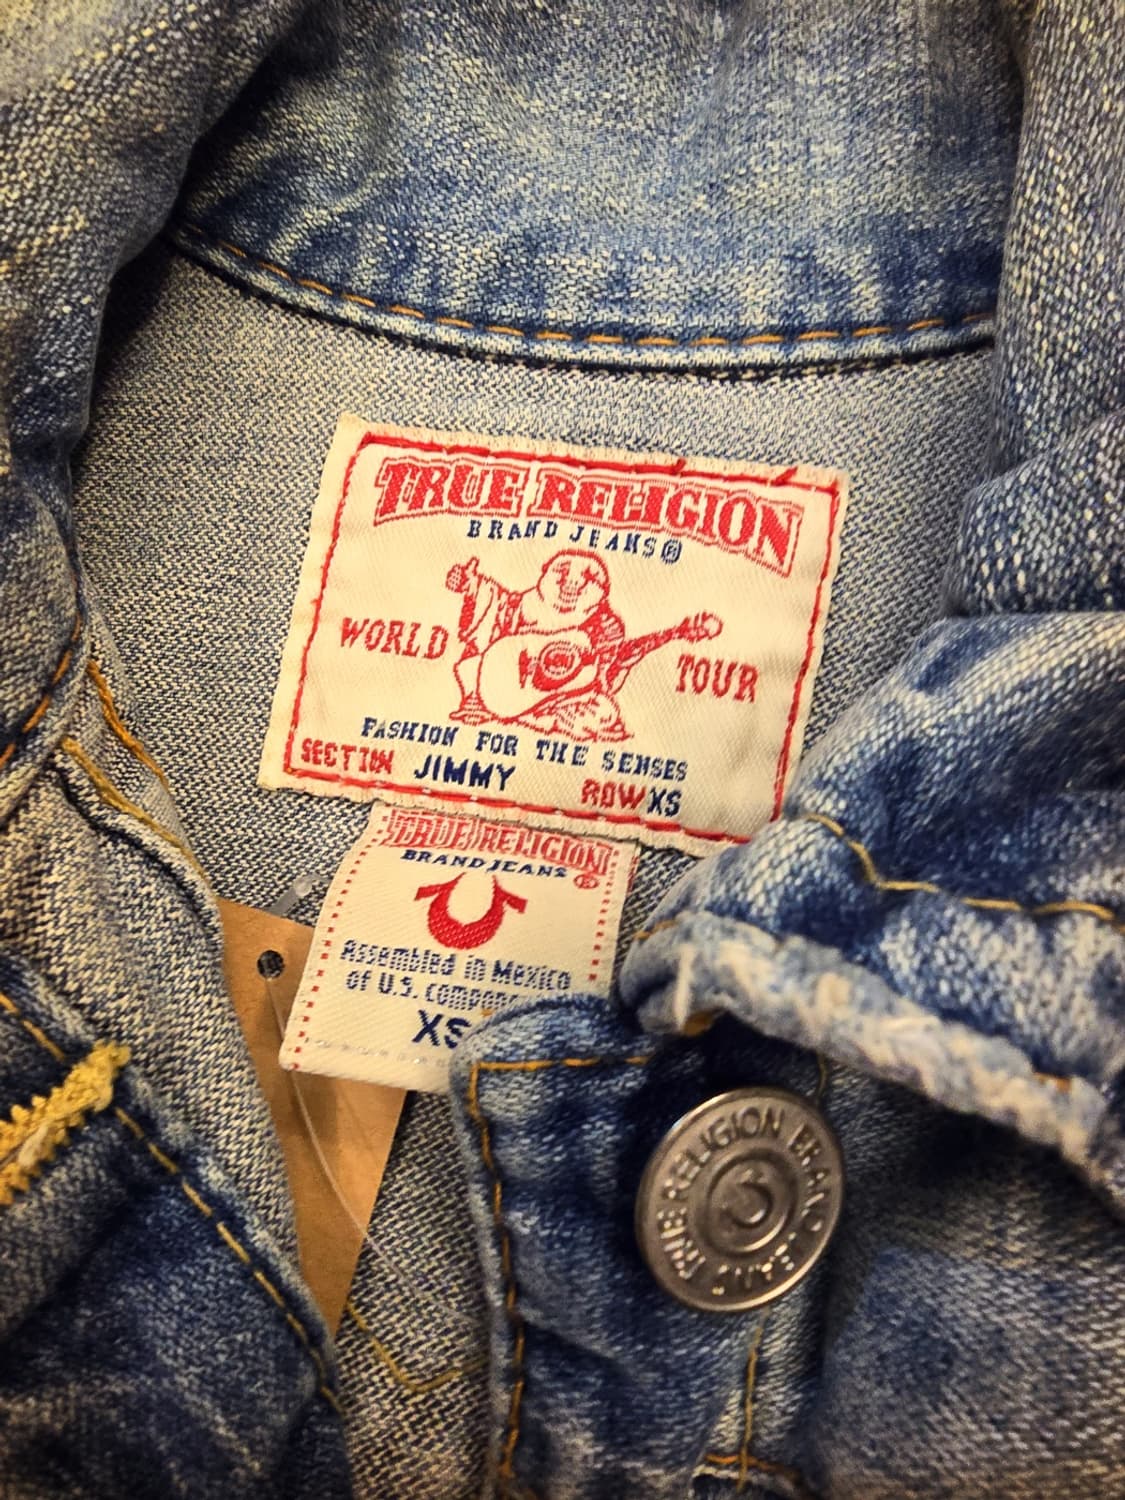 TRUE RELIGION
BRAND JEANS®
WORLD TOUR
FASHION FOR THE SENSES
SECTION JIMMY ROW XS
TRUE RELIGION
BRAND JEANS®
Assembled in Mexico
of U.S.
XS
RELIGION BRAND JEANS TRUE